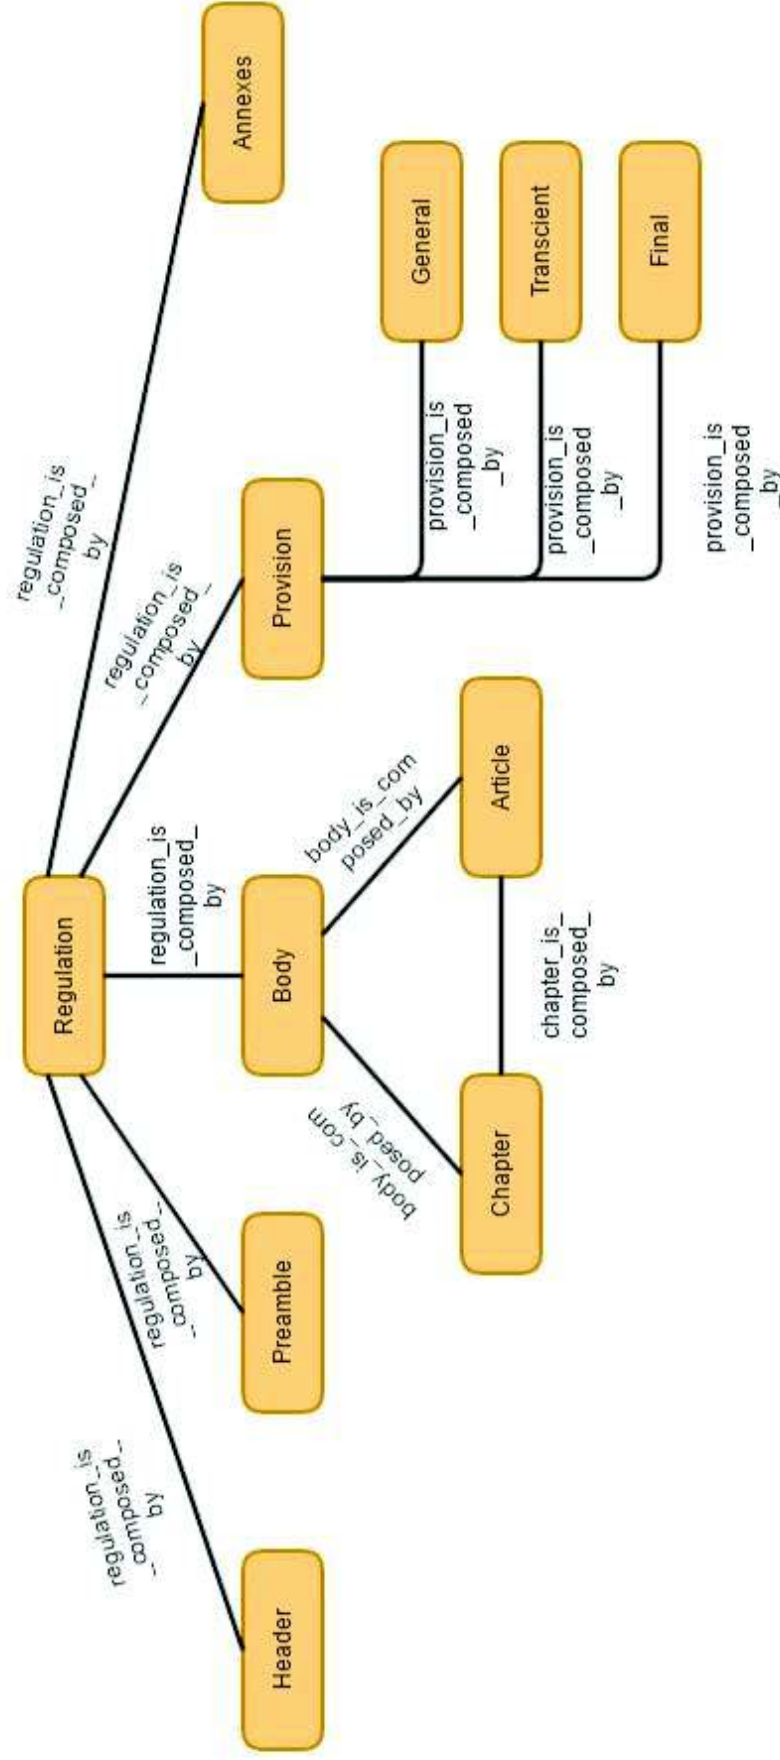 Regulation
regulation_is
_composed_
by
regulation_is
_composed_
by
regulation_is
_composed_
by
regulation_is
_composed_
by
regulation_is
_composed_
by
Header
Preamble
Body
Provision
Annexes
body_is_com
posed_by
body_is_com
posed_by
Chapter
chapter_is_
composed_
by
Article
provision_is
_composed
_by
General
provision_is
_composed
_by
Transcient
provision_is
_composed
_by
Final